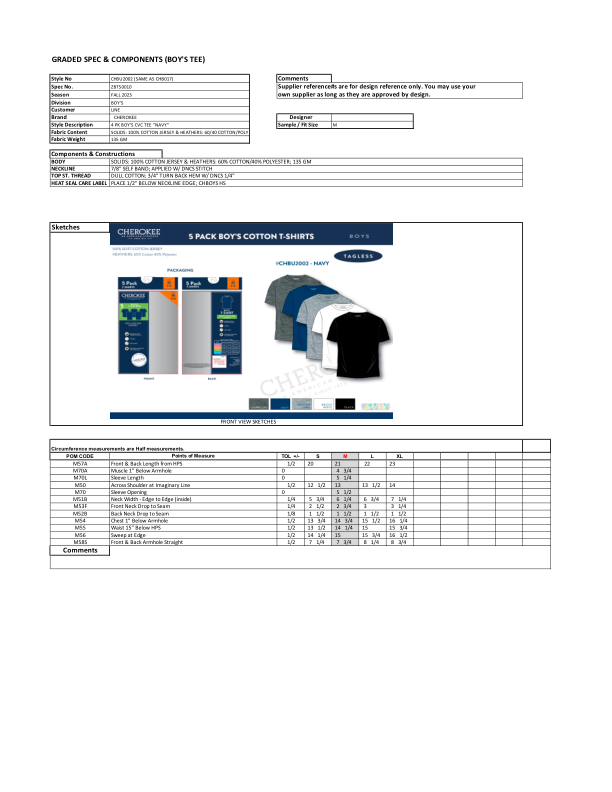 GRADED SPEC & COMPONENTS (BOY'S TEE)
Style No CHBU2002 (SAME AS CHB017)
Spec No. ZBTS0010
Season FALL 2023
Division BOY'S
Customer LINE
Brand CHEROKEE
Style Description 4 PK BOY'S CVC TEE "NAVY"
Fabric Content SOLIDS: 100% COTTON JERSEY & HEATHERS: 60/40 COTTON/POLY
Fabric Weight 135 GM
Comments
Supplier references are for design reference only. You may use your
own supplier as long as they are approved by design.
Designer
Sample / Fit Size M
Components & Constructions
BODY SOLIDS: 100% COTTON JERSEY & HEATHERS: 60% COTTON/40% POLYESTER; 135 GM
NECKLINE 7/8" SELF BAND; APPLIED W/ DNCS STITCH
TOP ST. THREAD DULL COTTON; 3/4" TURN BACK HEM W/ DNCS 1/4"
HEAT SEAL CARE LABEL PLACE 1/2" BELOW NECKLINE EDGE; CHBOYS HS
Sketches
CHEROKEE
5 PACK BOY'S COTTON T-SHIRTS
BOYS
HEATHERS: 60% Cotton 40% Polyester
TAGLESS
#CHBU2002 - NAVY
PACKAGING
5 Pack
5 Pack
CHEROKEE
T-SHIRT
FRONT
BACK
FRONT VIEW SKETCHES
Circumference measurements are Half measurements.
POM CODE Points of Measure TOL +/- S M L XL
M57A Front & Back Length from HPS 1/2 20 21 22 23
M70A Muscle 1" Below Armhole 0 4 3/4
M70L Sleeve Length 5 1/4
M50 Across Shoulder at Imaginary Line 1/2 12 1/2 13 13 1/2 14
M70 Sleeve Opening 0 5 1/2
M51B Neck Width - Edge to Edge (inside) 1/4 5 3/4 6 1/4 6 3/4 7 1/4
M53F Front Neck Drop to Seam 1/4 2 1/2 2 3/4 3 3 1/4
M52B Back Neck Drop to Seam 1/8 1 1/2 1 1/2 1 1/2 1 1/2
M54 Chest 1" Below Armhole 1/2 13 3/4 14 3/4 15 1/2 16 1/4
M55 Waist 15" Below HPS 1/2 13 1/2 14 1/4 15 15 3/4
M56 Sweep at Edge 1/2 14 1/4 15 15 3/4 16 1/2
M58S Front & Back Armhole Straight 1/2 7 1/4 7 3/4 8 1/4 8 3/4
Comments